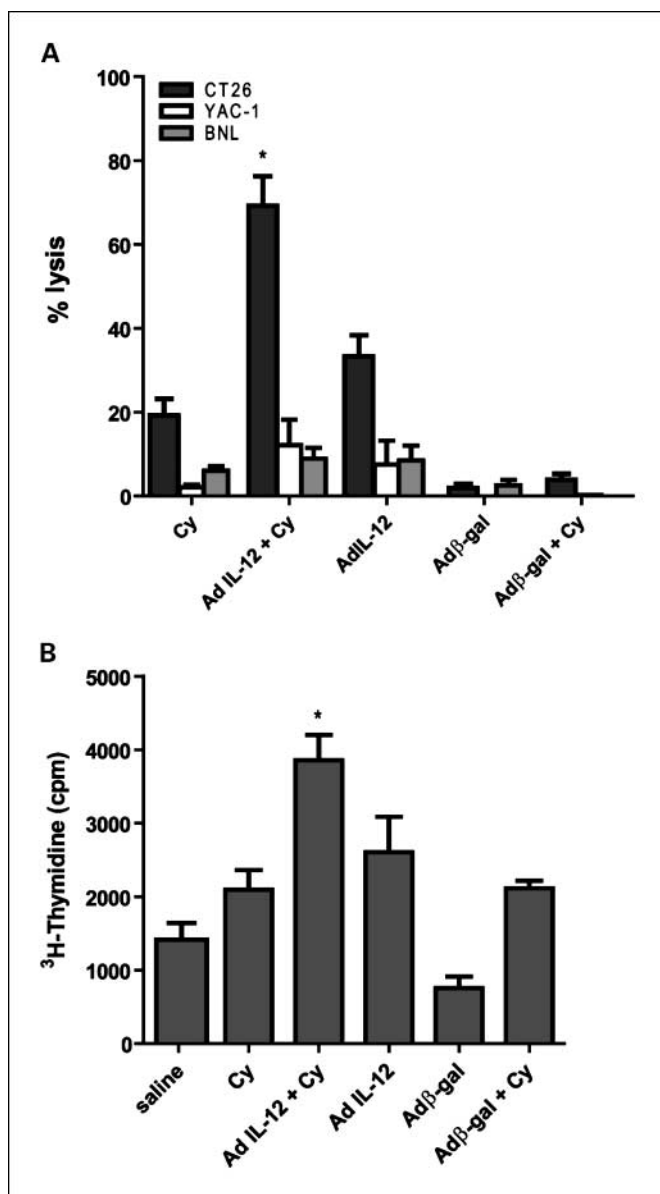 A
100
80
60
40
20
0
% lysis
CT26
YAC-1
BNL
*
Cy
Ad IL-12 + Cy
AdIL-12
Adβ-gal
Adβ-gal + Cy
B
5000
4000
3000
2000
1000
0
³H-Thymidine (cpm)
*
saline
Cy
Ad IL-12 + Cy
Ad IL-12
Adβ-gal
Adβ-gal + Cy